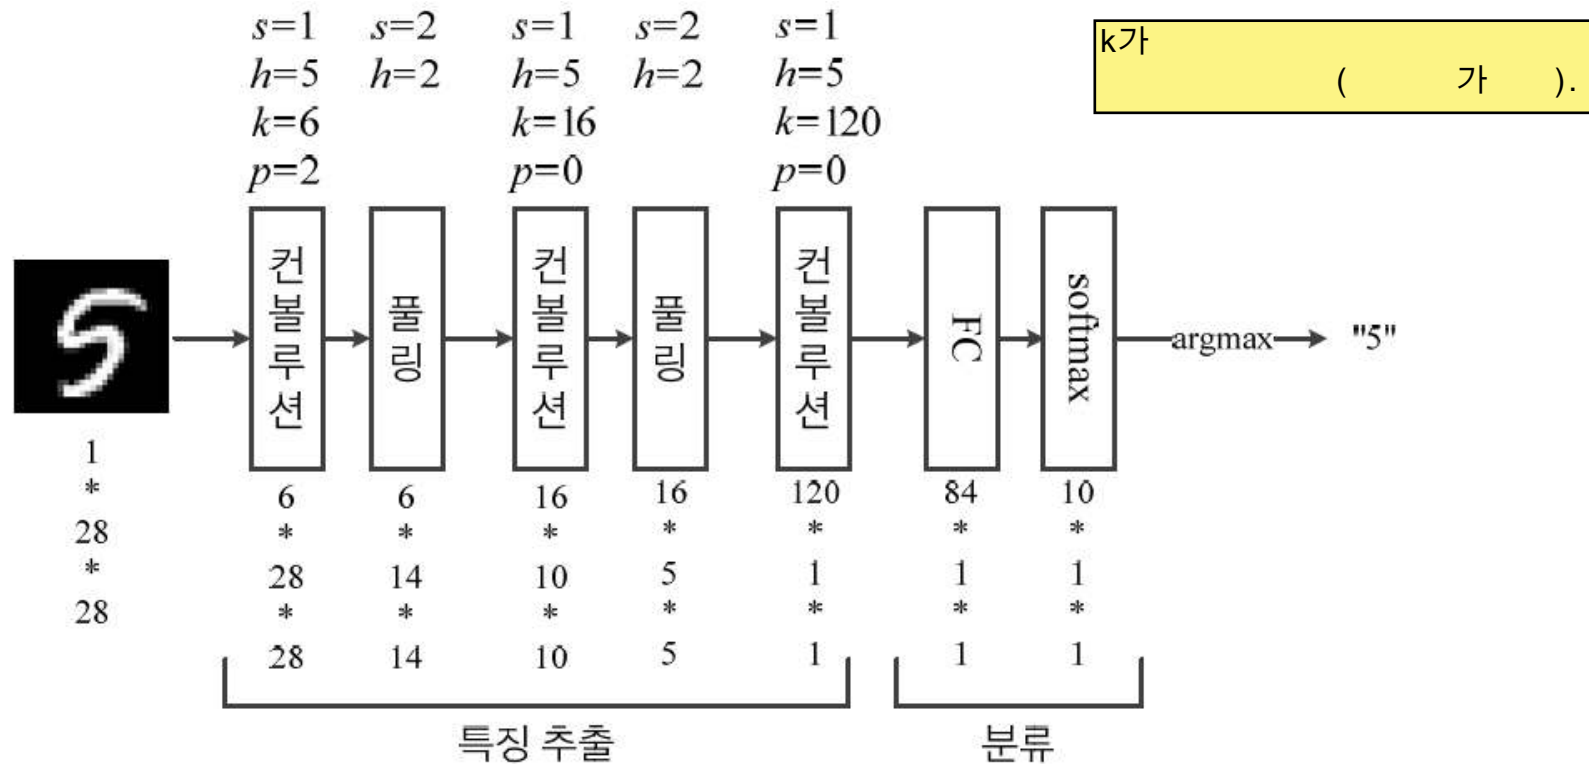 s=1 s=2 s=1 s=2 s=1
h=5 h=2 h=5 h=2 h=5
k=6 k=16 k=120
p=2 p=0 p=0
k가
( 가 ).
컨볼루션
풀링
컨볼루션
풀링
컨볼루션
FC
softmax
argmax
"5"
1
*
28
*
28
6 6 16 16 120 84 10
* * * * * * *
28 14 10 5 1 1 1
* * * * * * *
28 14 10 5 1 1 1
특징 추출 분류